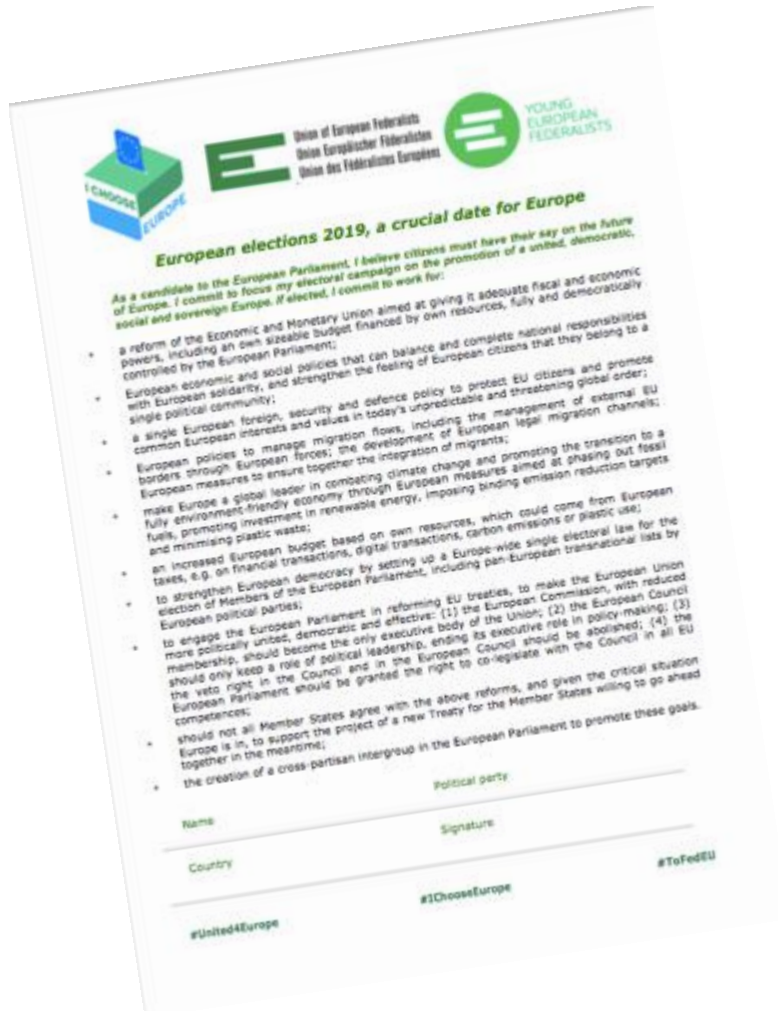 I CHOOSE
EUROPE
Union of European Federalists
Union Europäischer Föderalisten
Union des Fédéralistes Européens
YOUNG
EUROPEAN
FEDERALISTS
European elections 2019, a crucial date for Europe
As a candidate to the European Parliament, I believe citizens must have their say on the future
of Europe. I commit to focus my electoral campaign on the promotion of a united, democratic,
social and sovereign Europe. If elected, I commit to work for:
• a reform of the Economic and Monetary Union aimed at giving it adequate fiscal and economic
powers, including an own sizeable budget financed by own resources, fully and democratically
controlled by the European Parliament;
• European economic and social policies that can balance and complete national responsibilities
with European solidarity, and strengthen the feeling of European citizens that they belong to a
single political community;
• a single European foreign, security and defence policy to protect EU citizens and promote
common European interests and values in today's unpredictable and threatening global order;
• European policies to manage migration flows, including the management of external EU
borders through European forces; the development of European legal migration channels;
European measures to ensure together the integration of migrants;
• make Europe a global leader in combating climate change and promoting the transition to a
fully environment-friendly economy through European measures aimed at phasing out fossil
fuels, promoting investment in renewable energy, imposing binding emission reduction targets
and minimising plastic waste;
• an increased European budget based on own resources, which could come from European
taxes, e.g. on financial transactions, digital transactions, carbon emissions or plastic use;
• to strengthen European democracy by setting up a Europe-wide single electoral law for the
election of Members of the European Parliament, including pan-European transnational lists by
European political parties;
• to engage the European Parliament in reforming EU treaties, to make the European Union
more politically united, democratic and effective: (1) the European Commission, with reduced
membership, should become the only executive body of the Union; (2) the European Council
should only keep a role of political leadership, ending its executive role in policy-making; (3)
the veto right in the Council and in the European Council should be abolished; (4) the
European Parliament should be granted the right to co-legislate with the Council in all EU
competences;
• should not all Member States agree with the above reforms, and given the critical situation
Europe is in, to support the project of a new Treaty for the Member States willing to go ahead
together in the meantime;
• the creation of a cross-partisan intergroup in the European Parliament to promote these goals.
Name Political party
Country Signature
#United4Europe #IChooseEurope #ToFedEU